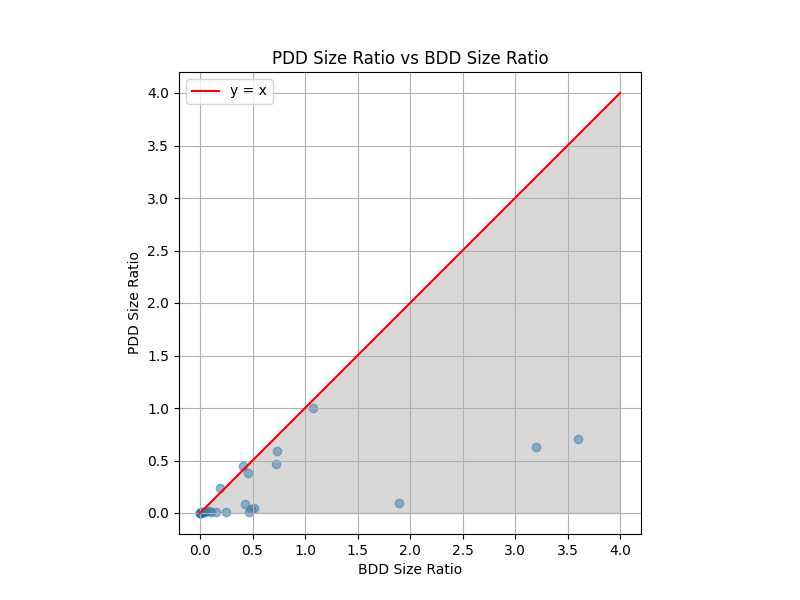 PDD Size Ratio vs BDD Size Ratio
y = x
4.0
3.5
3.0
2.5
2.0
1.5
1.0
0.5
0.0
PDD Size Ratio
0.0 0.5 1.0 1.5 2.0 2.5 3.0 3.5 4.0
BDD Size Ratio